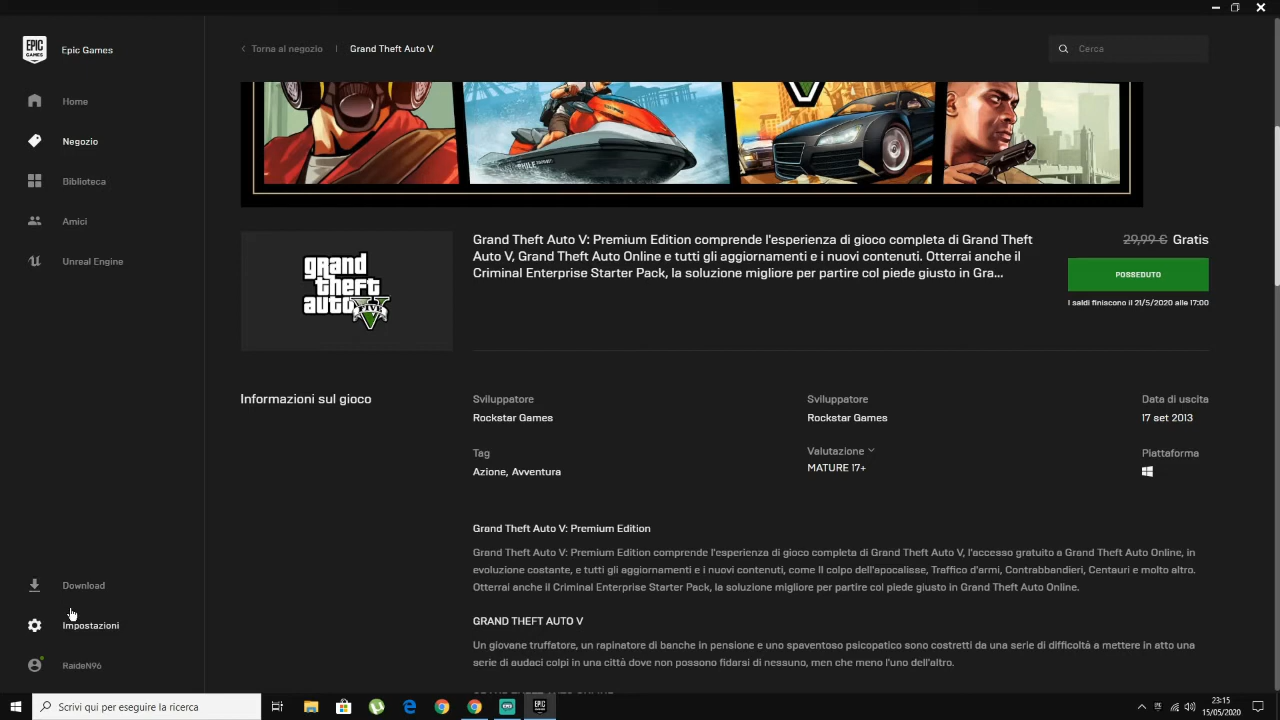 EPIC
GAMES
Epic Games
Home
Negozio
Biblioteca
Amici
Unreal Engine
Download
Impostazioni
RaideN96
Torna al negozio
Grand Theft Auto V
Cerca
V
grand
theft
auto V
FIVE
Grand Theft Auto V: Premium Edition comprende l'esperienza di gioco completa di Grand Theft
Auto V, Grand Theft Auto Online e tutti gli aggiornamenti e i nuovi contenuti. Otterrai anche il
Criminal Enterprise Starter Pack, la soluzione migliore per partire col piede giusto in Gra...
29,99 € Gratis
POSSEDUTO
I saldi finiscono il 21/5/2020 alle 17:00
Informazioni sul gioco
Sviluppatore
Rockstar Games
Sviluppatore
Rockstar Games
Data di uscita
17 set 2013
Tag
Azione, Avventura
Valutazione
MATURE 17+
Piattaforma
Grand Theft Auto V: Premium Edition
Grand Theft Auto V: Premium Edition comprende l'esperienza di gioco completa di Grand Theft Auto V, l'accesso gratuito a Grand Theft Auto Online, in
evoluzione costante, e tutti gli aggiornamenti e i nuovi contenuti, come Il colpo dell'apocalisse, Traffico d'armi, Contrabbandieri, Centauri e molto altro.
Otterrai anche il Criminal Enterprise Starter Pack, la soluzione migliore per partire col piede giusto in Grand Theft Auto Online.
GRAND THEFT AUTO V
Un giovane truffatore, un rapinatore di banche in pensione e uno spaventoso psicopatico sono costretti da una serie di difficoltà a mettere in atto una
serie di audaci colpi in una città dove non possono fidarsi di nessuno, men che meno l'uno dell'altro.
Scrivi qui per eseguire la ricerca
23:15
15/05/2020